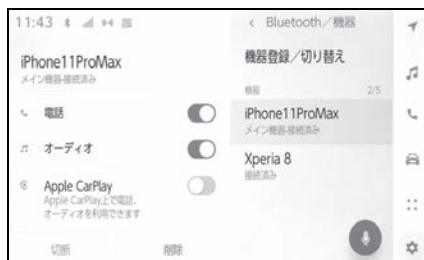 11:43
iPhone11ProMax
メイン機器-接続済み
電話
オーディオ
Apple CarPlay
Apple CarPlay上で電話、
オーディオを利用できます
切断
削除
< Bluetooth／機器
機器登録／切り替え
機器 2/5
iPhone11ProMax
メイン機器-接続済み
Xperia 8
接続済み